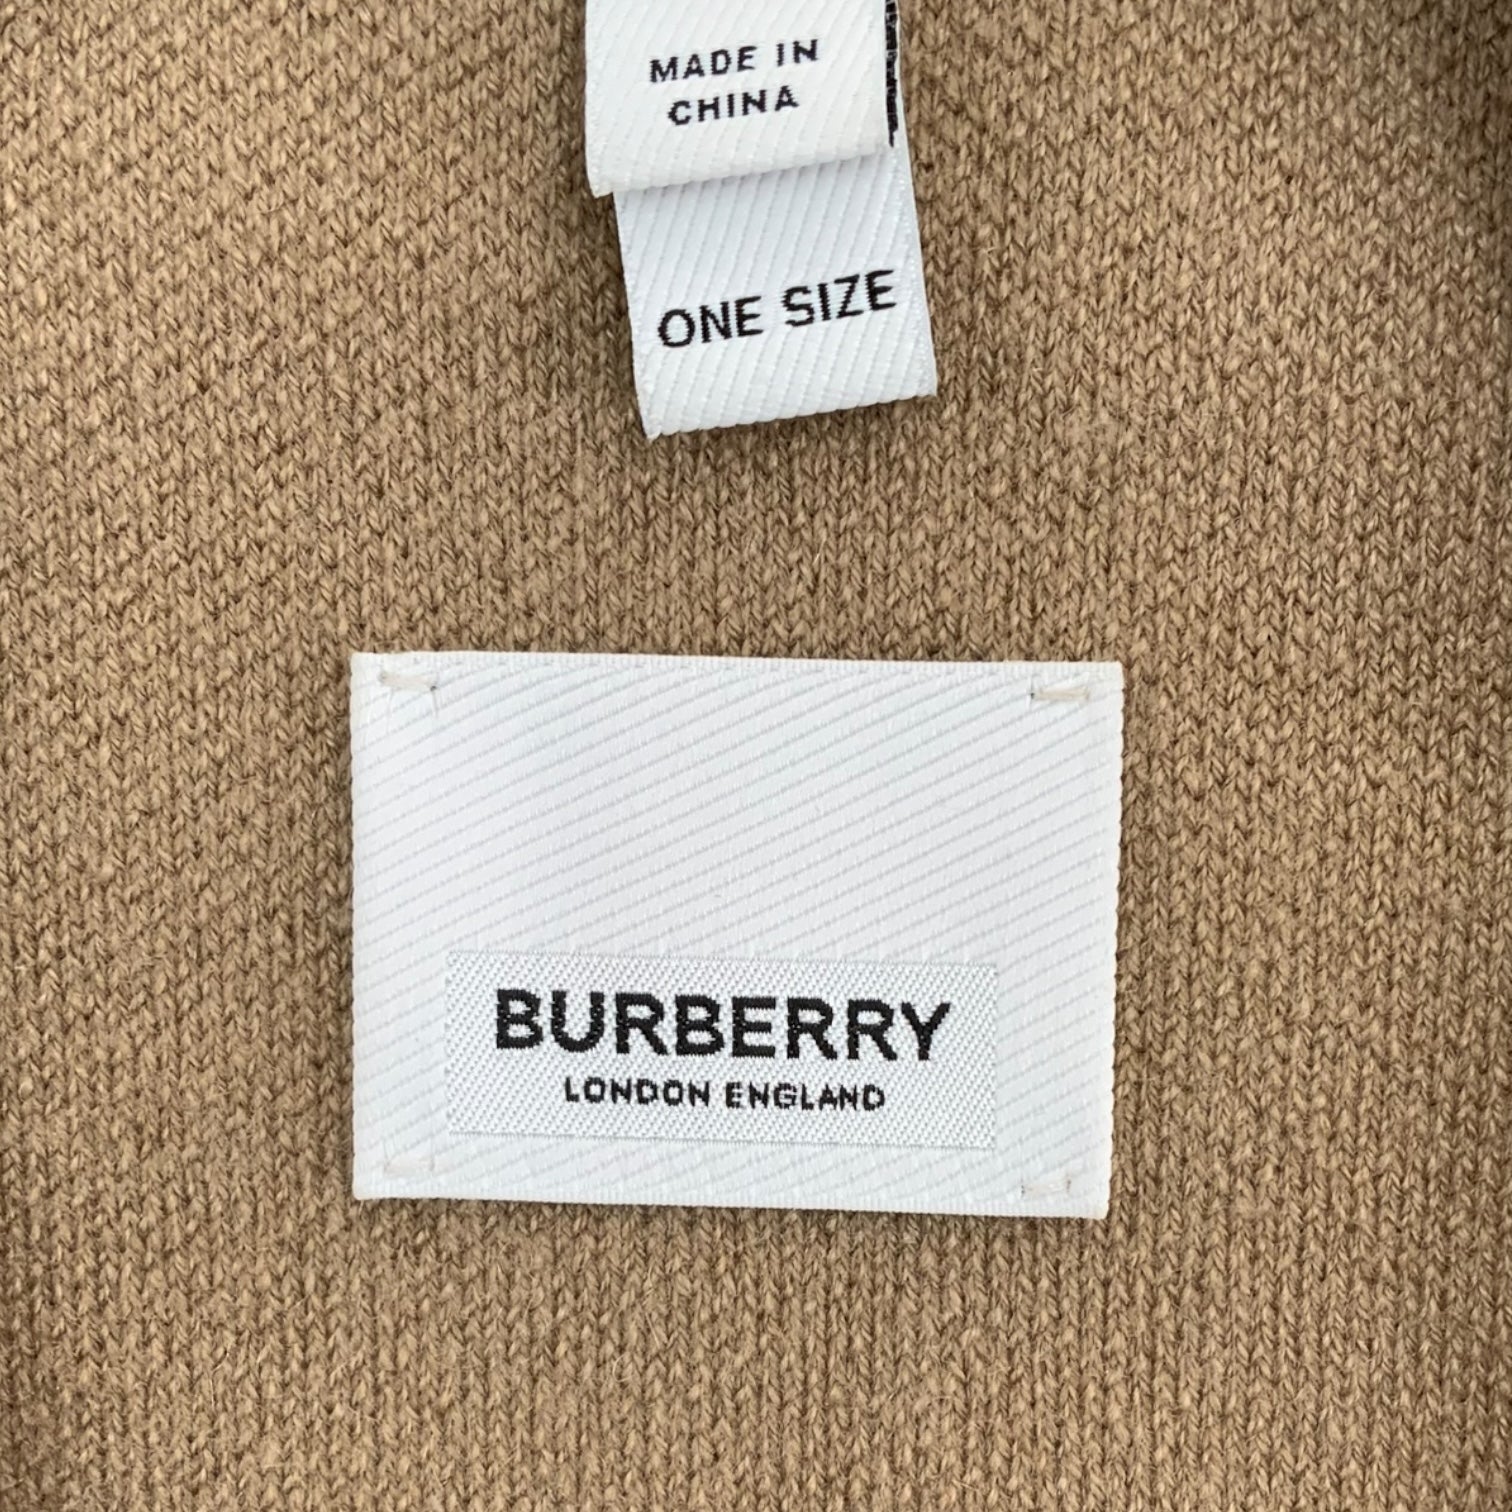 MADE IN
CHINA
ONE SIZE
BURBERRY
LONDON ENGLAND